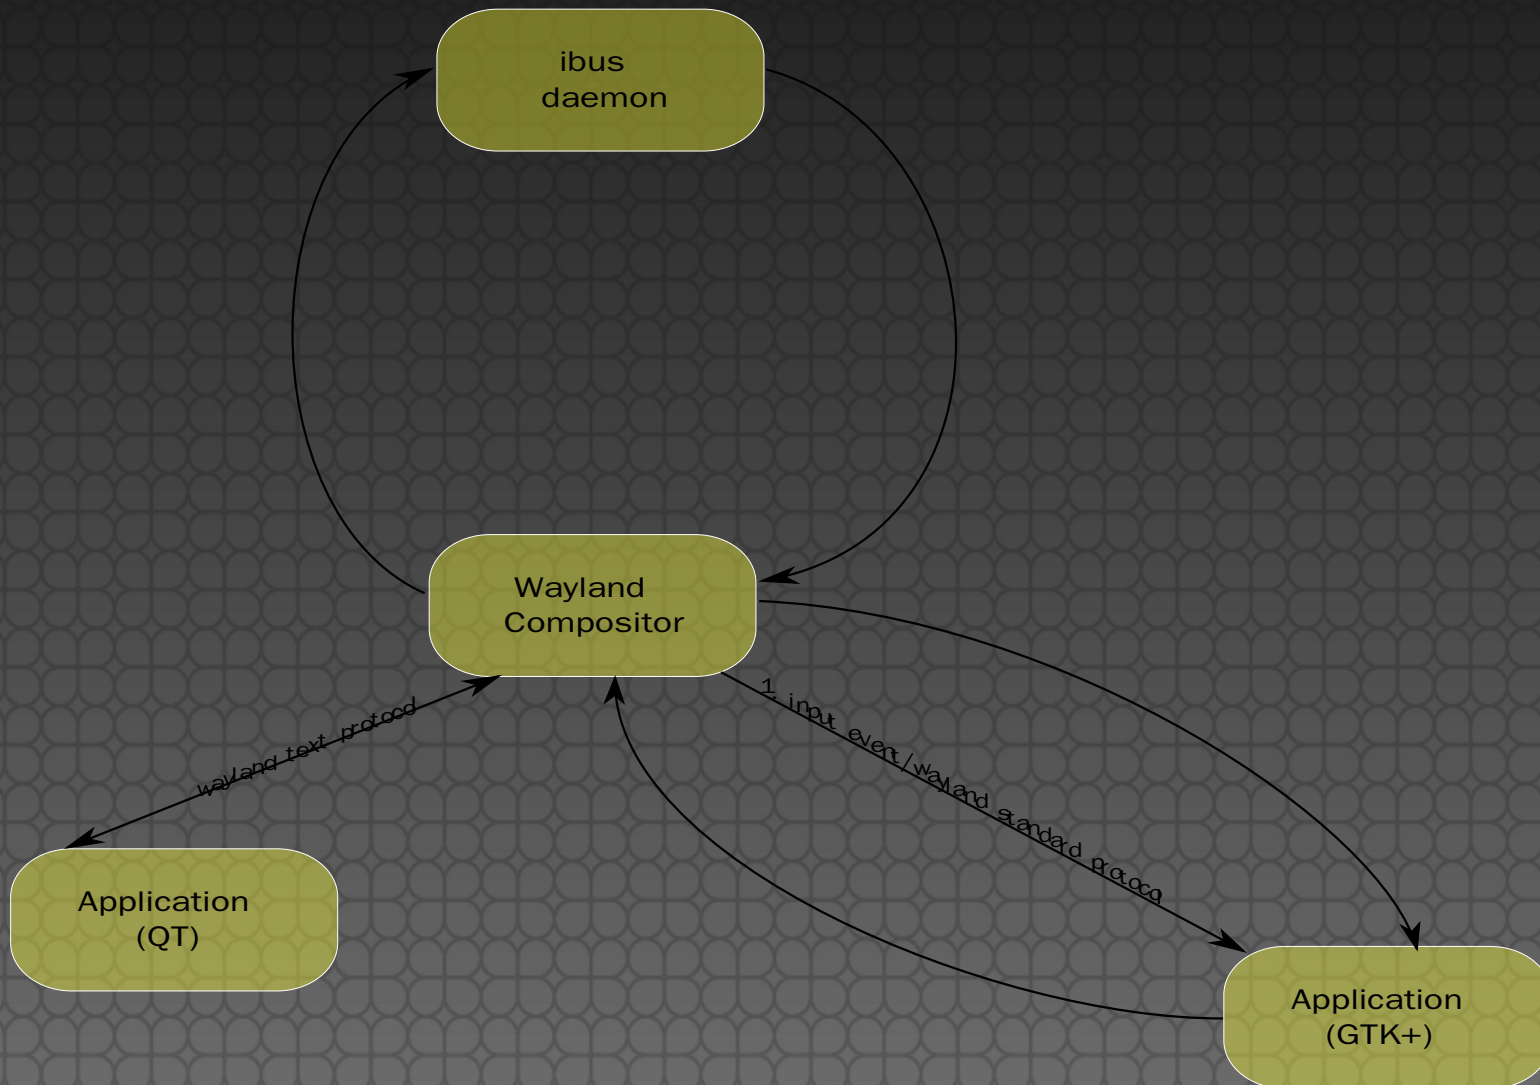 ibus
daemon
Wayland
Compositor
wayland text protocol
1. input event/wayland standard protocol
Application
(QT)
Application
(GTK+)